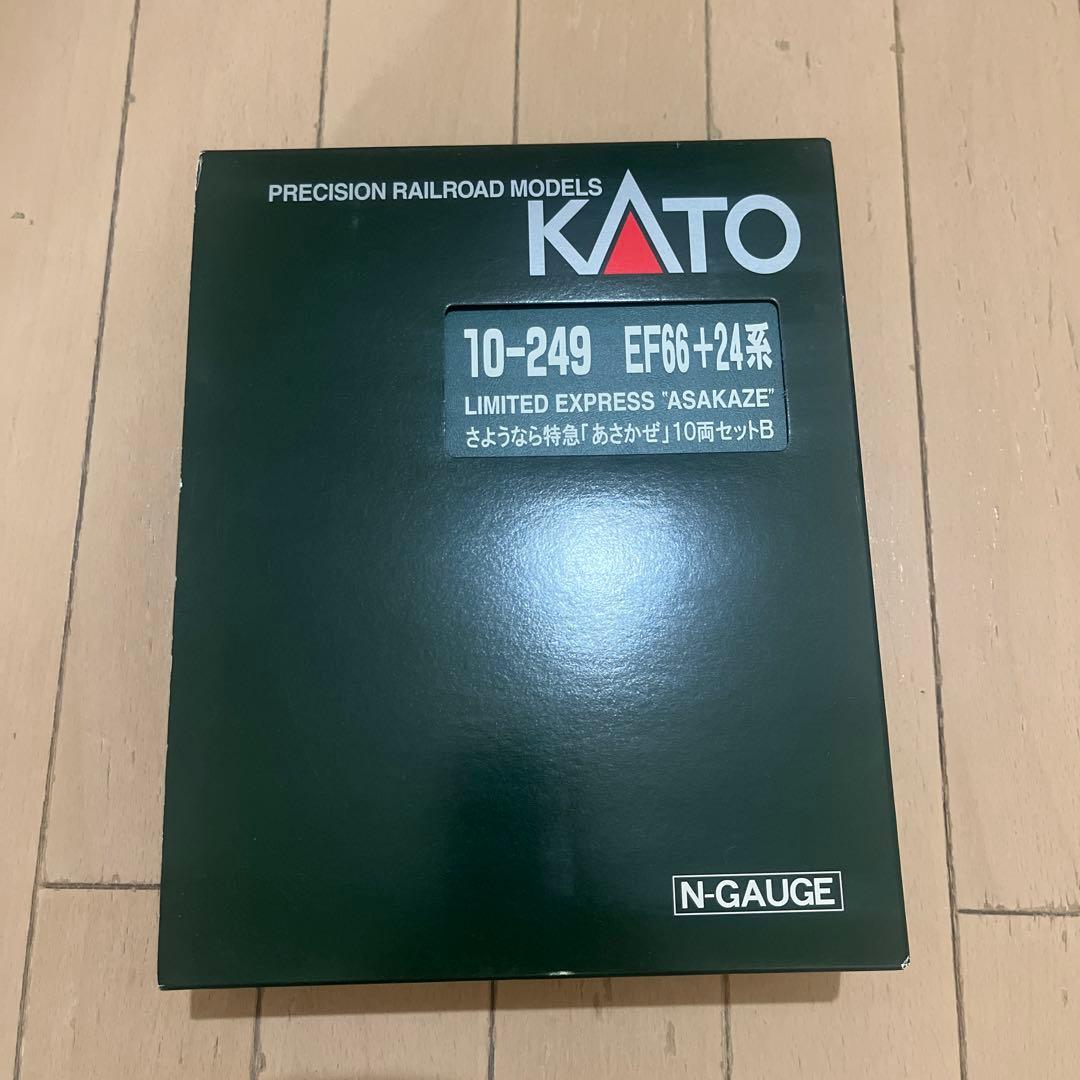 PRECISION RAILROAD MODELS
KATO
10-249 EF66+24系
LIMITED EXPRESS "ASAKAZE"
さようなら特急「あさかぜ」10両セットB
N-GAUGE